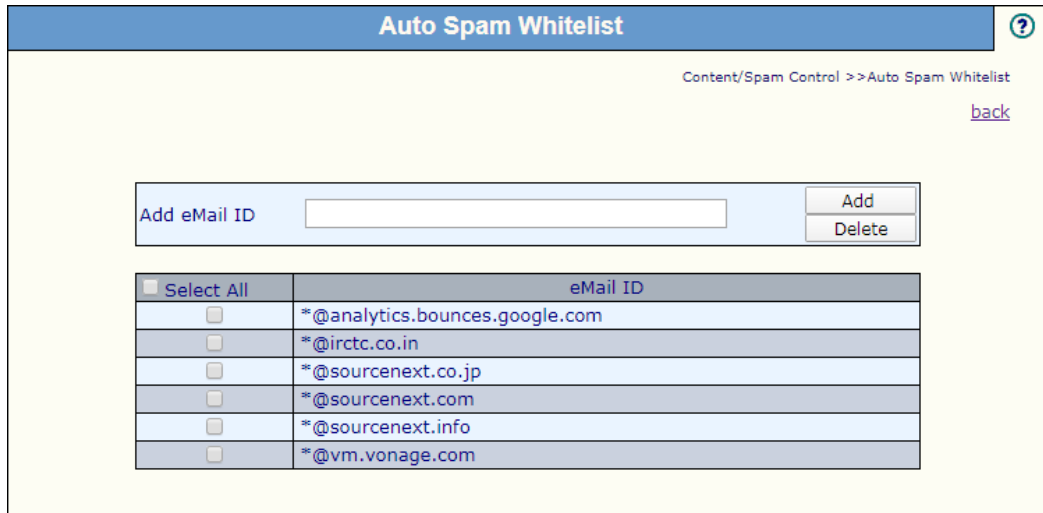 Auto Spam Whitelist
?
Content/Spam Control >>Auto Spam Whitelist
back
Add eMail ID
Add
Delete
Select All eMail ID
*@analytics.bounces.google.com
*@irctc.co.in
*@sourcenext.co.jp
*@sourcenext.com
*@sourcenext.info
*@vm.vonage.com